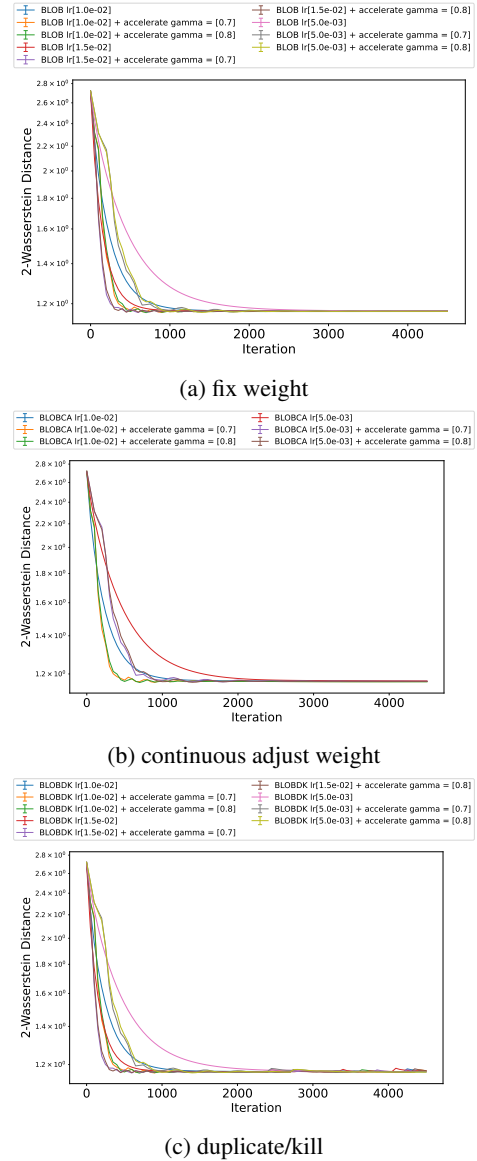 BLOB lr[1.0e-02] BLOB lr[1.5e-02] + accelerate gamma = [0.8]
BLOB lr[1.0e-02] + accelerate gamma = [0.7] BLOB lr[5.0e-03]
BLOB lr[1.0e-02] + accelerate gamma = [0.8] BLOB lr[5.0e-03] + accelerate gamma = [0.7]
BLOB lr[1.5e-02] BLOB lr[5.0e-03] + accelerate gamma = [0.8]
BLOB lr[1.5e-02] + accelerate gamma = [0.7]
2-Wasserstein Distance
2.8 × 10⁰
2.6 × 10⁰
2.4 × 10⁰
2.2 × 10⁰
2 × 10⁰
1.8 × 10⁰
1.6 × 10⁰
1.4 × 10⁰
1.2 × 10⁰
0 1000 2000 3000 4000
Iteration
(a) fix weight
BLOBCA lr[1.0e-02] BLOBCA lr[5.0e-03]
BLOBCA lr[1.0e-02] + accelerate gamma = [0.7] BLOBCA lr[5.0e-03] + accelerate gamma = [0.7]
BLOBCA lr[1.0e-02] + accelerate gamma = [0.8] BLOBCA lr[5.0e-03] + accelerate gamma = [0.8]
2-Wasserstein Distance
2.8 × 10⁰
2.6 × 10⁰
2.4 × 10⁰
2.2 × 10⁰
2 × 10⁰
1.8 × 10⁰
1.6 × 10⁰
1.4 × 10⁰
1.2 × 10⁰
0 1000 2000 3000 4000
Iteration
(b) continuous adjust weight
BLOBDK lr[1.0e-02] BLOBDK lr[1.5e-02] + accelerate gamma = [0.8]
BLOBDK lr[1.0e-02] + accelerate gamma = [0.7] BLOBDK lr[5.0e-03]
BLOBDK lr[1.0e-02] + accelerate gamma = [0.8] BLOBDK lr[5.0e-03] + accelerate gamma = [0.7]
BLOBDK lr[1.5e-02] BLOBDK lr[5.0e-03] + accelerate gamma = [0.8]
BLOBDK lr[1.5e-02] + accelerate gamma = [0.7]
2-Wasserstein Distance
2.8 × 10⁰
2.6 × 10⁰
2.4 × 10⁰
2.2 × 10⁰
2 × 10⁰
1.8 × 10⁰
1.6 × 10⁰
1.4 × 10⁰
1.2 × 10⁰
0 1000 2000 3000 4000
Iteration
(c) duplicate/kill